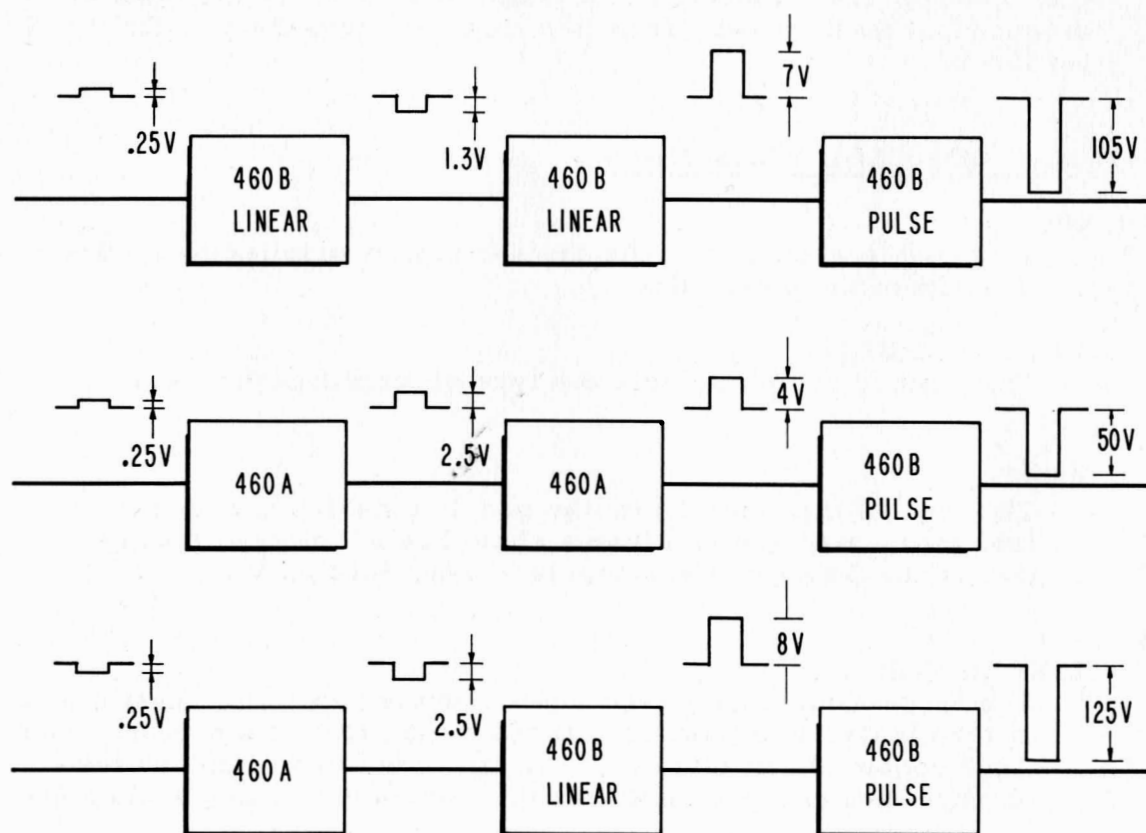 .25V
1.3V
7V
105V
460B
LINEAR
460B
LINEAR
460B
PULSE
.25V
2.5V
4V
50V
460A
460A
460B
PULSE
.25V
2.5V
8V
125V
460A
460B
LINEAR
460B
PULSE